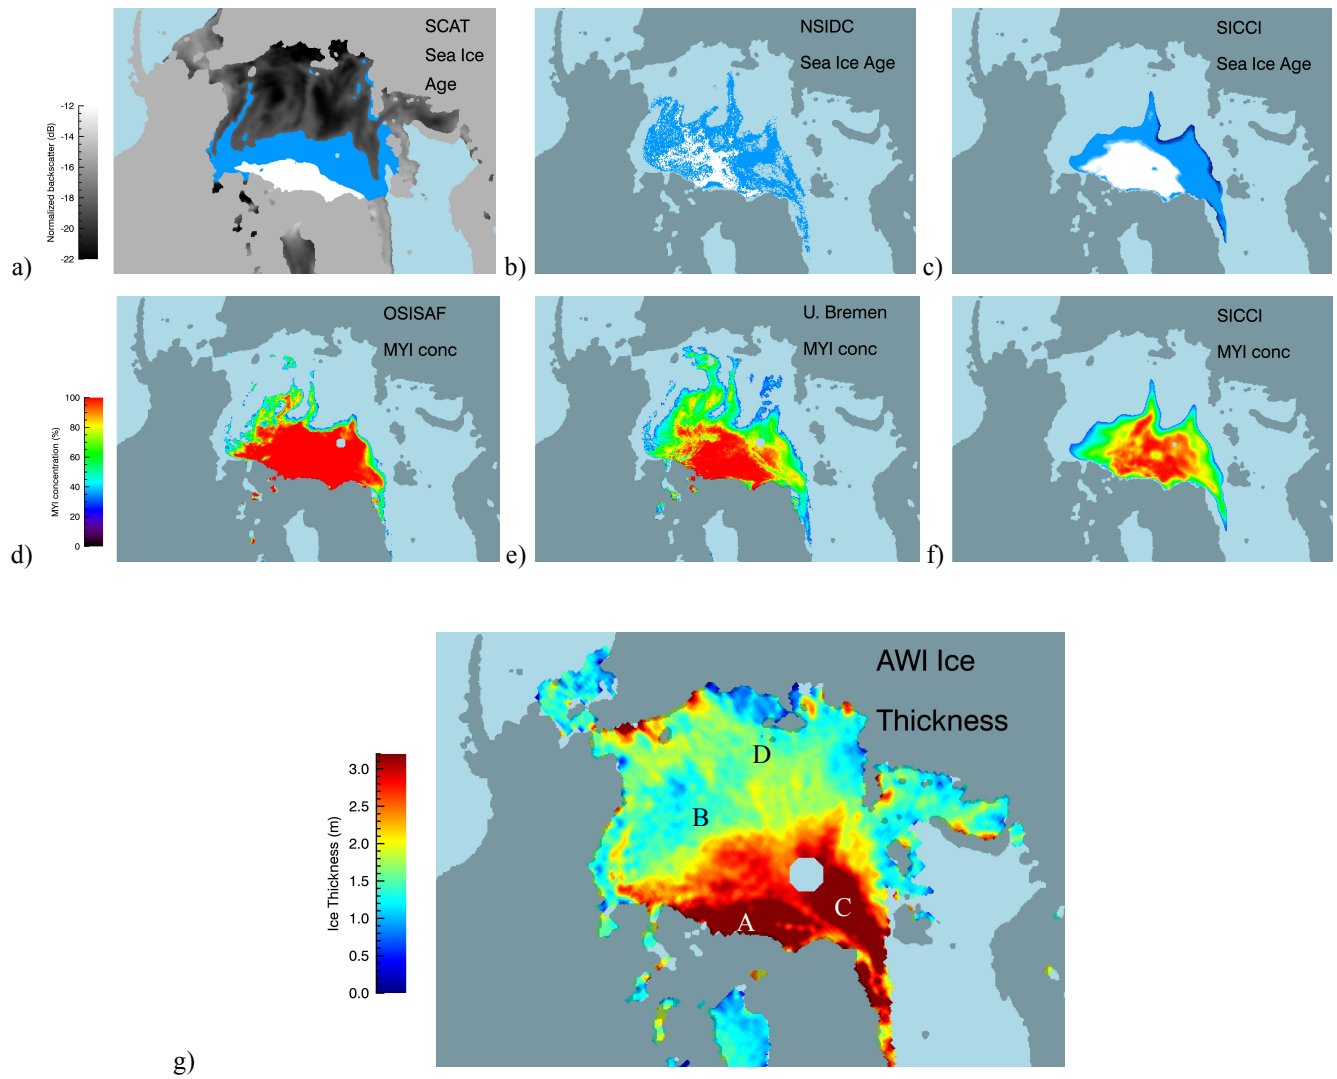 SCAT
Sea Ice
Age
Normalized backscatter (dB)
-12
-14
-16
-18
-20
-22
a)
NSIDC
Sea Ice Age
b)
SICCI
Sea Ice Age
c)
OSISAF
MYI conc
MYI concentration (%)
100
80
60
40
20
0
d)
U. Bremen
MYI conc
e)
SICCI
MYI conc
f)
AWI Ice
Thickness
Ice Thickness (m)
3.0
2.5
2.0
1.5
1.0
0.5
0.0
D
B
C
A
g)